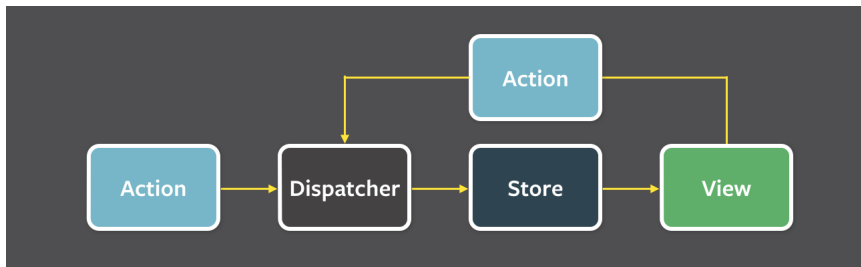 Action
Action
Dispatcher
Store
View